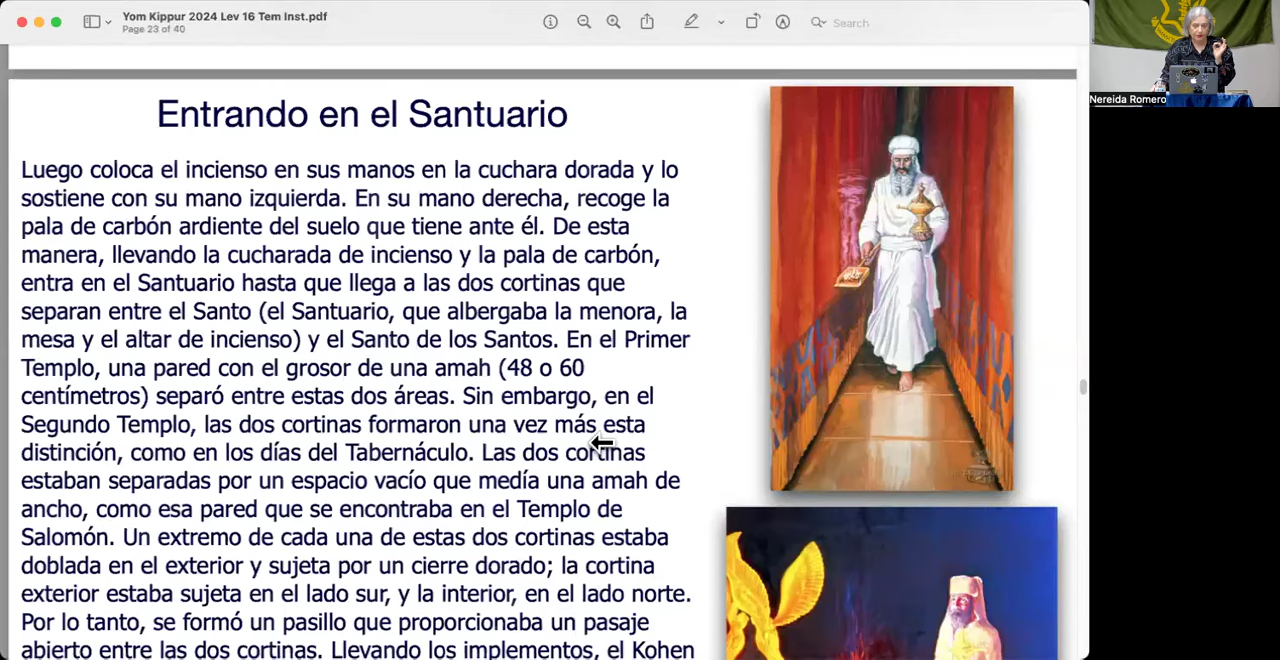 Yom Kippur 2024 Lev 16 Tem Inst.pdf
Page 23 of 40
Search
Nereida Romero
Entrando en el Santuario
Luego coloca el incienso en sus manos en la cuchara dorada y lo
sostiene con su mano izquierda. En su mano derecha, recoge la
pala de carbón ardiente del suelo que tiene ante él. De esta
manera, llevando la cucharada de incienso y la pala de carbón,
entra en el Santuario hasta que llega a las dos cortinas que
separan entre el Santo (el Santuario, que albergaba la menora, la
mesa y el altar de incienso) y el Santo de los Santos. En el Primer
Templo, una pared con el grosor de una amah (48 o 60
centímetros) separó entre estas dos áreas. Sin embargo, en el
Segundo Templo, las dos cortinas formaron una vez más esta
distinción, como en los días del Tabernáculo. Las dos cortinas
estaban separadas por un espacio vacío que medía una amah de
ancho, como esa pared que se encontraba en el Templo de
Salomón. Un extremo de cada una de estas dos cortinas estaba
doblada en el exterior y sujeta por un cierre dorado; la cortina
exterior estaba sujeta en el lado sur, y la interior, en el lado norte.
Por lo tanto, se formó un pasillo que proporcionaba un pasaje
abierto entre las dos cortinas. Llevando los implementos, el Kohen